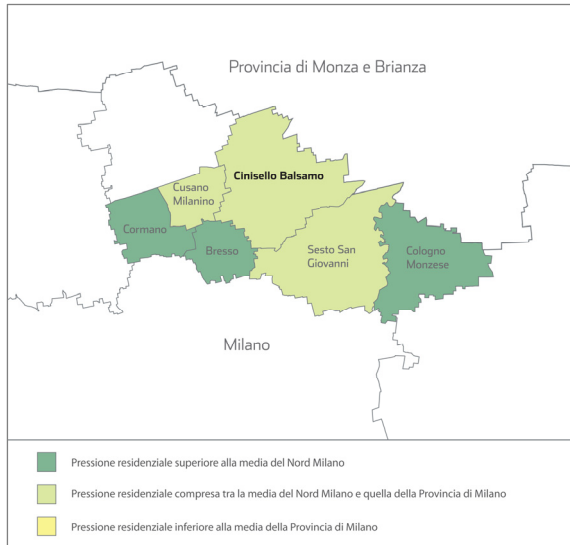 Provincia di Monza e Brianza
Cinisello Balsamo
Cusano
Milanino
Cormano
Bresso
Sesto San
Giovanni
Cologno
Monzese
Milano
Pressione residenziale superiore alla media del Nord Milano
Pressione residenziale compresa tra la media del Nord Milano e quella della Provincia di Milano
Pressione residenziale inferiore alla media della Provincia di Milano